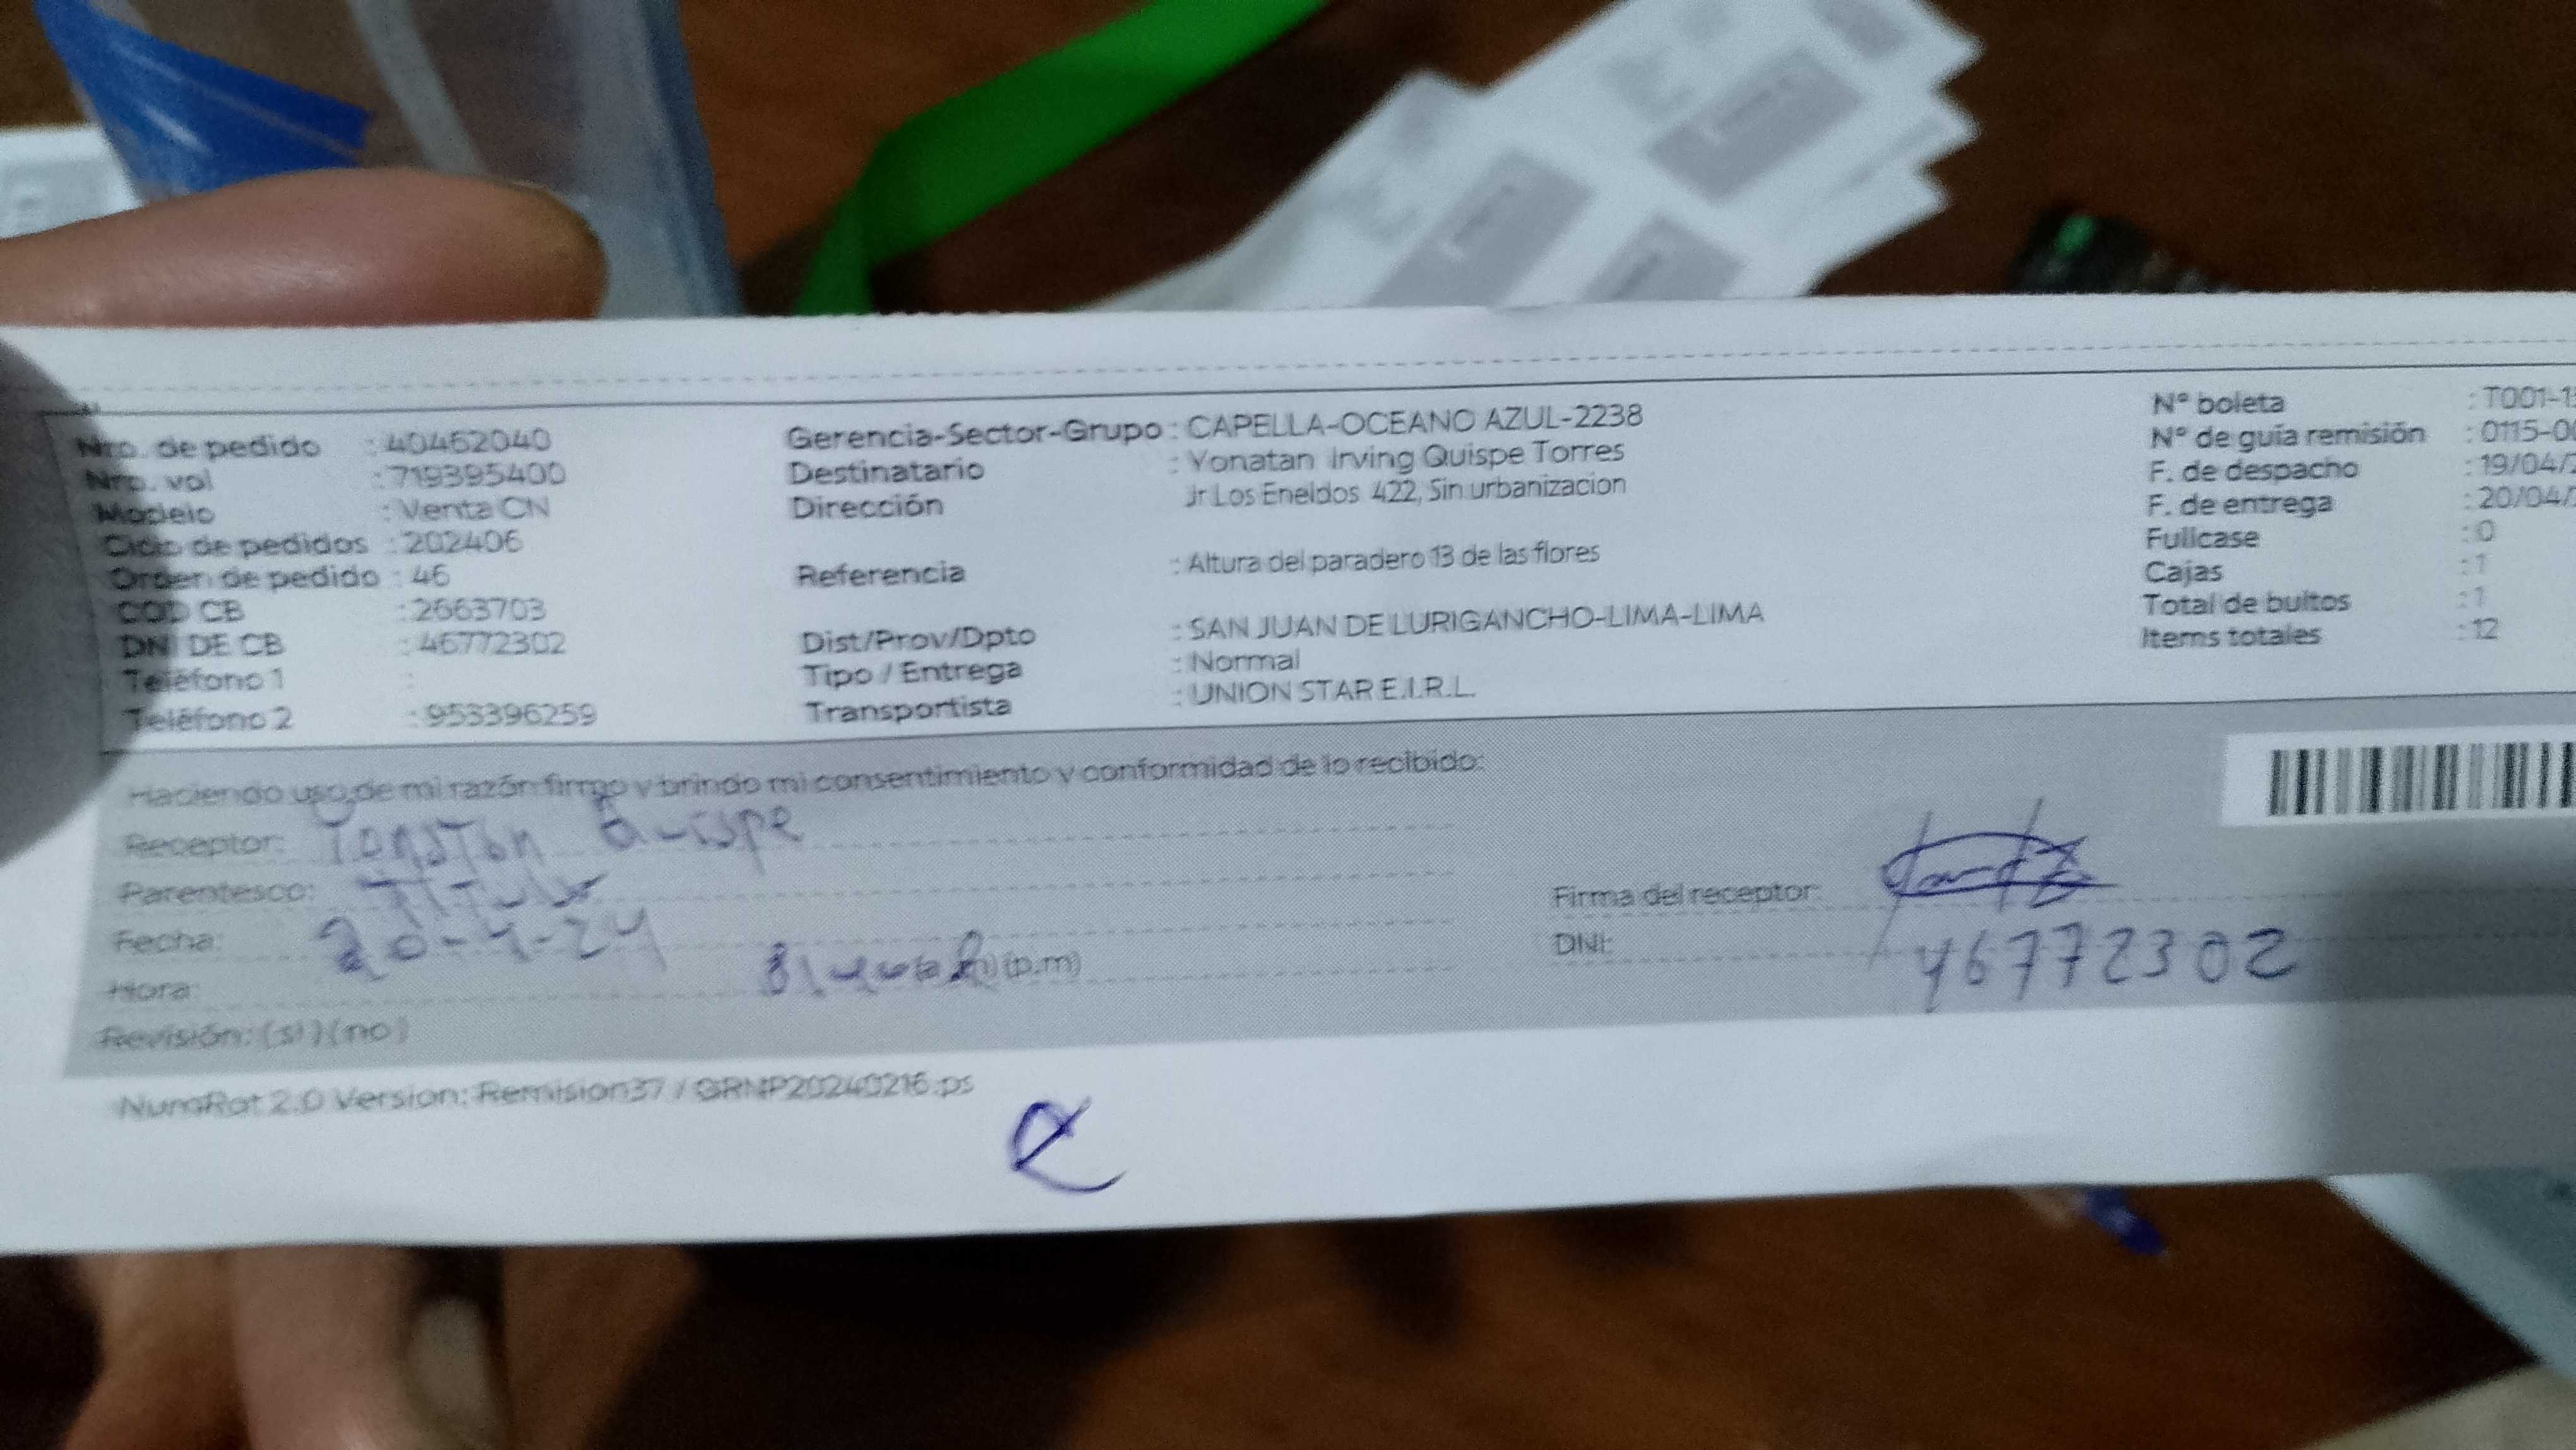 Nro. de pedido : 40462040
Nro. val : 719395400
Modelo : Venta CN
Ciclo de pedidos : 202406
Orden de pedido : 46
COD CB : 2663703
DNI DE CB : 46772302
Teléfono 1 :
Teléfono 2 : 953396259
Gerencia-Sector-Grupo : CAPELLA-OCEANO AZUL-2238
Destinatario : Yonatan Irving Quispe Torres
Dirección Jr Los Eneldos 422, Sin urbanizacion
Referencia : Altura del paradero 13 de las flores
Dist/Prov/Dpto : SAN JUAN DE LURIGANCHO-LIMA-LIMA
Tipo / Entrega : Normal
Transportista : UNION STAR E.I.R.L.
N° boleta : T001-1
N° de guía remisión : 0115-0
F. de despacho : 19/04/
F. de entrega : 20/04/
Fullcase : 0
Cajas : 1
Total de bultos : 1
Items totales : 12
Haciendo uso de mi razón firmo y brindo mi consentimiento y conformidad de lo recibido:
Receptor: Yonatan Quispe
Parentesco: Titular
Fecha: 20-4-24
Hora: (p.m)
Revisión: (si) (no)
Firma del receptor:
DNI: 46772302
NunaRot 2.0 Version: Remision37 / GRNP20240216.ps